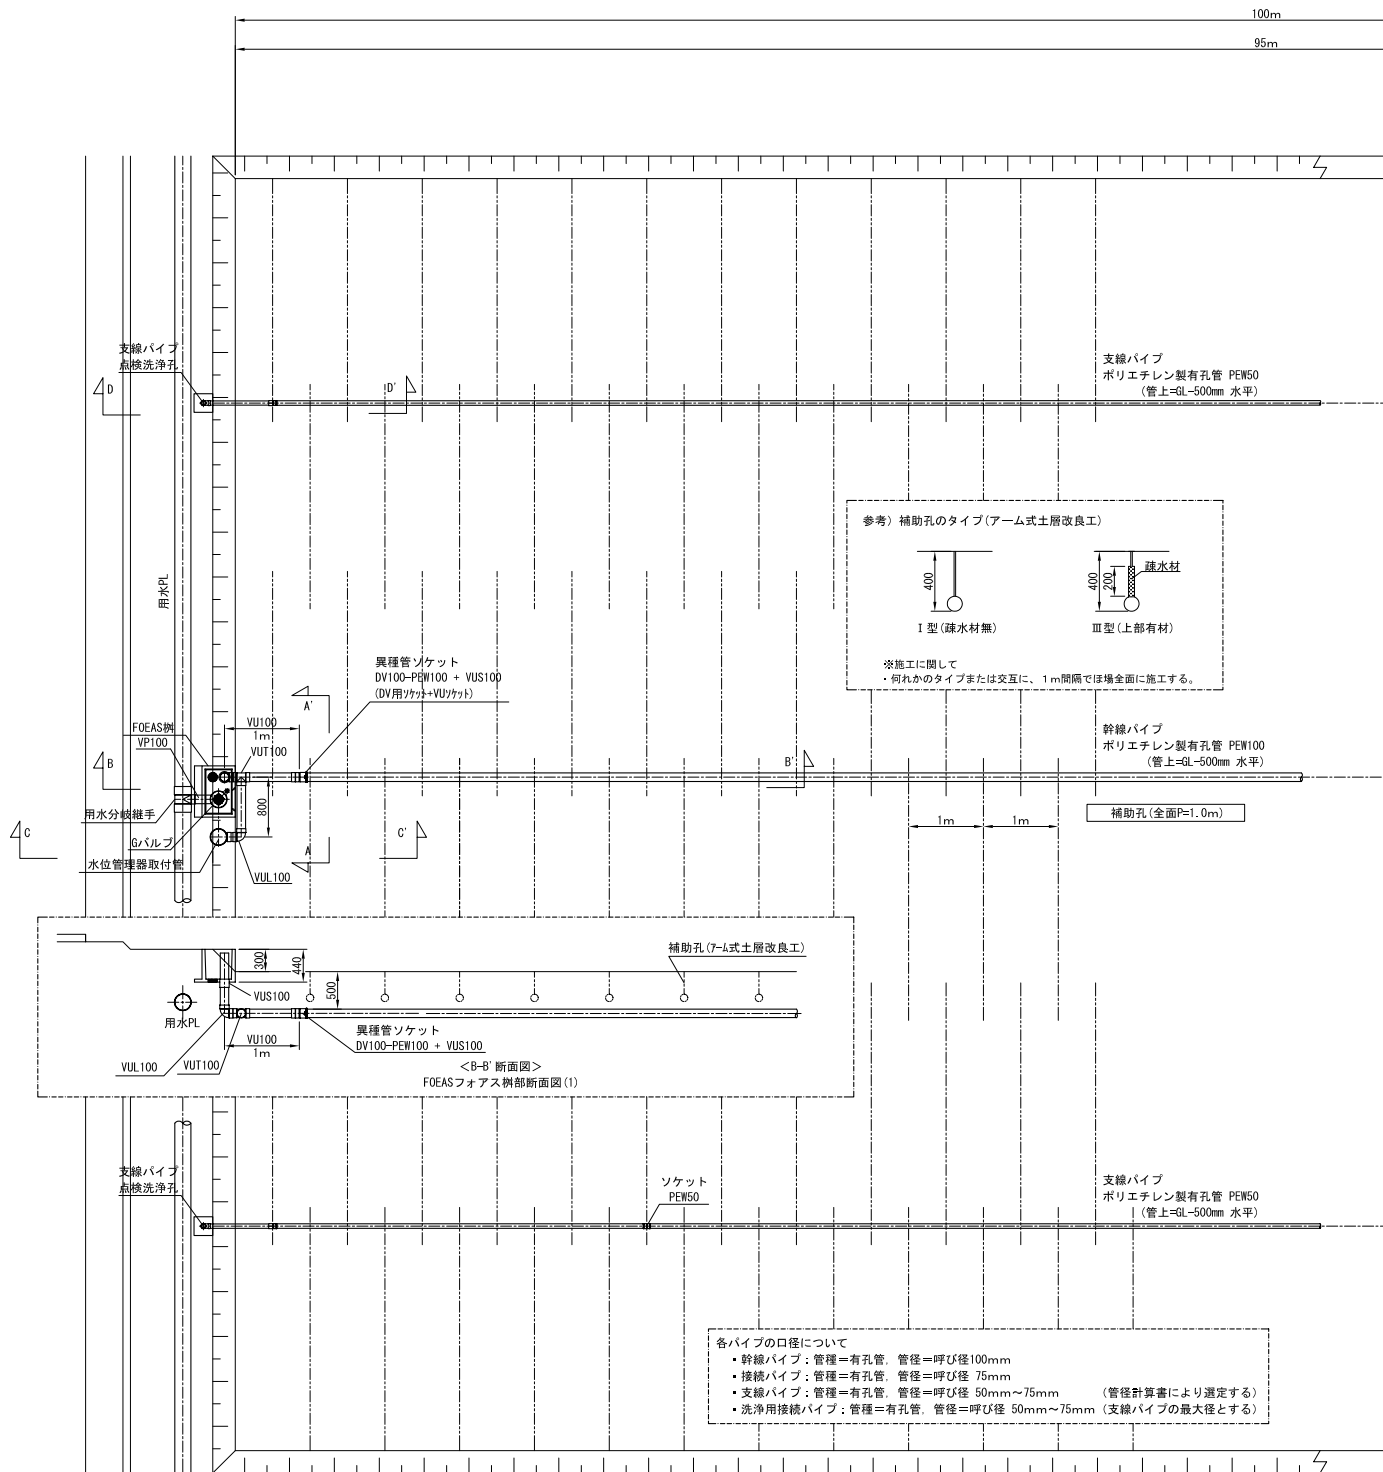 100m
95m
支線パイプ
点検洗浄孔
D
D'
支線パイプ
ポリエチレン製有孔管 PEW50
(管上=GL-500mm 水平)
用水PL
参考) 補助孔のタイプ(アーム式土層改良工)
400
400
200
疎水材
Ⅰ型(疎水材無)
Ⅲ型(上部有材)
※施工に関して
・何れかのタイプまたは交互に、1m間隔でほ場全面に施工する。
異種管ソケット
DV100-PEW100 + VUS100
(DV用ソケット+VUソケット)
A'
FOEAS桝
VP100
VU100
1m
VUT100
B
B'
幹線パイプ
ポリエチレン製有孔管 PEW100
(管上=GL-500mm 水平)
用水分岐継手
800
補助孔(全面P=1.0m)
1m
1m
C
C'
Gバルブ
A
水位管理器取付管
VUL100
補助孔(アーム式土層改良工)
300
440
500
VUS100
用水PL
異種管ソケット
DV100-PEW100 + VUS100
VU100
1m
VUL100
VUT100
<B-B' 断面図>
FOEASフォアス桝部断面図(1)
支線パイプ
点検洗浄孔
ソケット
PEW50
支線パイプ
ポリエチレン製有孔管 PEW50
(管上=GL-500mm 水平)
各パイプの口径について
・幹線パイプ：管種＝有孔管, 管径＝呼び径100mm
・接続パイプ：管種＝有孔管, 管径＝呼び径 75mm
・支線パイプ：管種＝有孔管, 管径＝呼び径 50mm～75mm (管径計算書により選定する)
・洗浄用接続パイプ：管種＝有孔管, 管径＝呼び径 50mm～75mm (支線パイプの最大径とする)